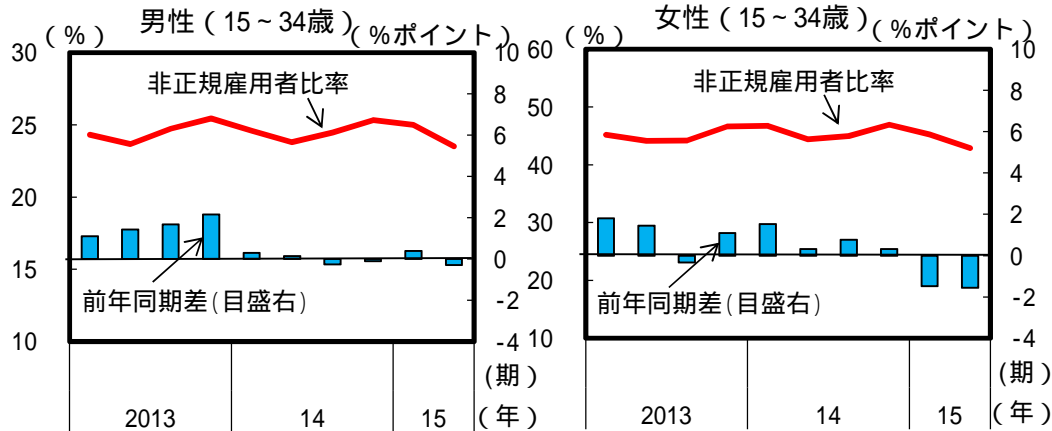 男性（15～34歳）
（％）
（％ポイント）
30
25
20
15
10
10
8
6
4
2
0
-2
-4
非正規雇用者比率
前年同期差(目盛右)
2013
14
15
(期)
(年)
女性（15～34歳）
（％）
（％ポイント）
60
50
40
30
20
10
10
8
6
4
2
0
-2
-4
非正規雇用者比率
前年同期差(目盛右)
2013
14
15
(期)
(年)